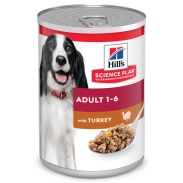 Hill's
SCIENCE PLAN
ADULT 1-6
WITH TURKEY